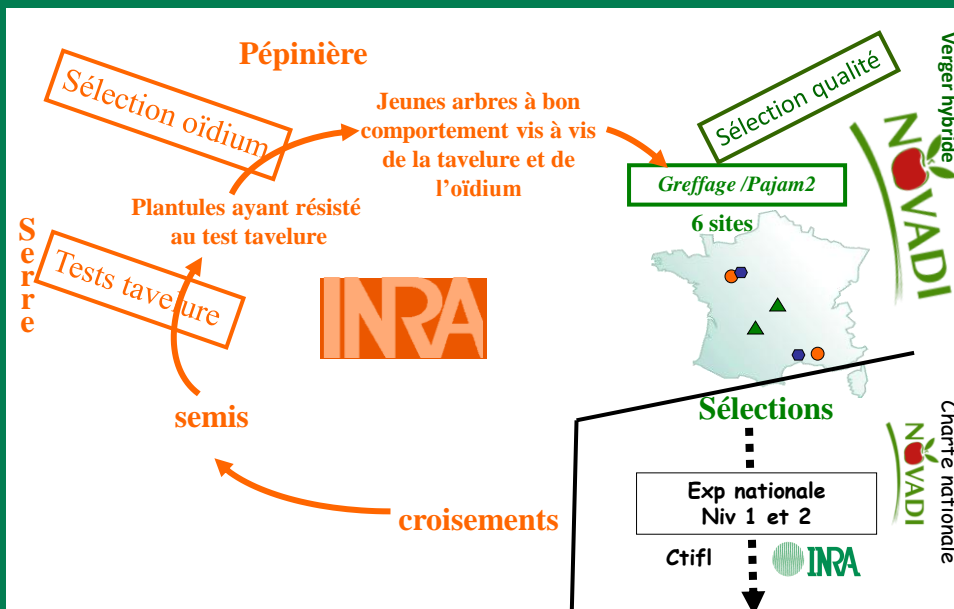 Pépinière
Sélection oïdium
Jeunes arbres à bon
comportement vis à vis
de la tavelure et de
l'oïdium
Sélection qualité
Verger hybride
NOVADI
Greffage /Pajam2
6 sites
Plantules ayant résisté
au test tavelure
Serre
Tests tavelure
INRA
semis
croisements
Sélections
Charte nationale
NOVADI
Exp nationale
Niv 1 et 2
Ctifl
INRA